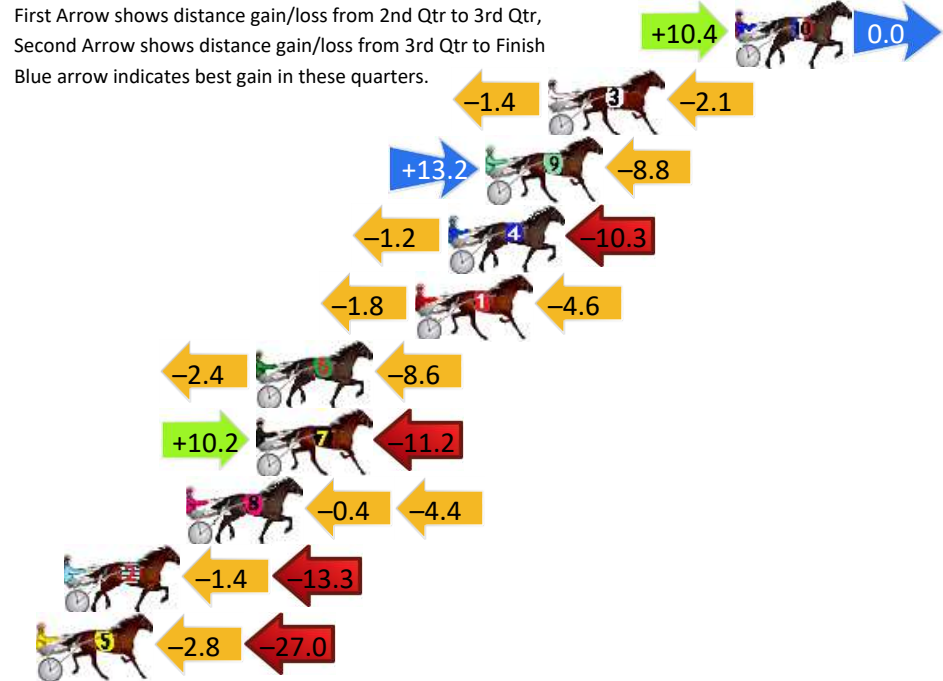 First Arrow shows distance gain/loss from 2nd Qtr to 3rd Qtr,
Second Arrow shows distance gain/loss from 3rd Qtr to Finish
Blue arrow indicates best gain in these quarters.
+10.4 10 0.0
–1.4 3 –2.1
+13.2 9 –8.8
–1.2 4 –10.3
–1.8 1 –4.6
–2.4 6 –8.6
+10.2 7 –11.2
8 –0.4 –4.4
2 –1.4 –13.3
5 –2.8 –27.0